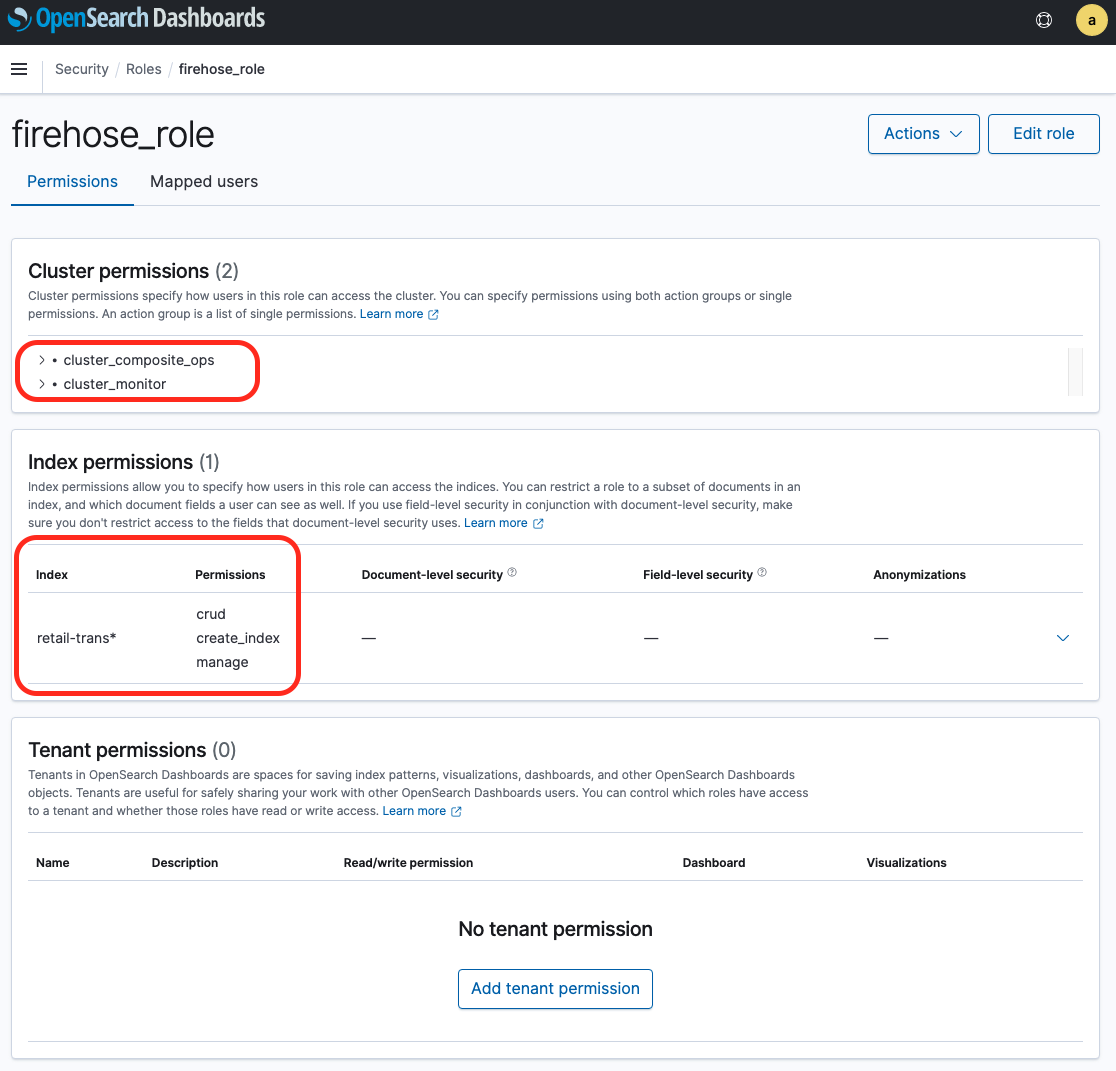 OpenSearch Dashboards
a
Security / Roles / firehose_role
firehose_role
Actions
Edit role
Permissions
Mapped users
Cluster permissions (2)
Cluster permissions specify how users in this role can access the cluster. You can specify permissions using both action groups or single
permissions. An action group is a list of single permissions. Learn more
• cluster_composite_ops
• cluster_monitor
Index permissions (1)
Index permissions allow you to specify how users in this role can access the indices. You can restrict a role to a subset of documents in an
index, and which document fields a user can see as well. If you use field-level security in conjunction with document-level security, make
sure you don't restrict access to the fields that document-level security uses. Learn more
Index Permissions Document-level security Field-level security Anonymizations
crud
retail-trans* create_index — — —
manage
Tenant permissions (0)
Tenants in OpenSearch Dashboards are spaces for saving index patterns, visualizations, dashboards, and other OpenSearch Dashboards
objects. Tenants are useful for safely sharing your work with other OpenSearch Dashboards users. You can control which roles have access
to a tenant and whether those roles have read or write access. Learn more
Name Description Read/write permission Dashboard Visualizations
No tenant permission
Add tenant permission